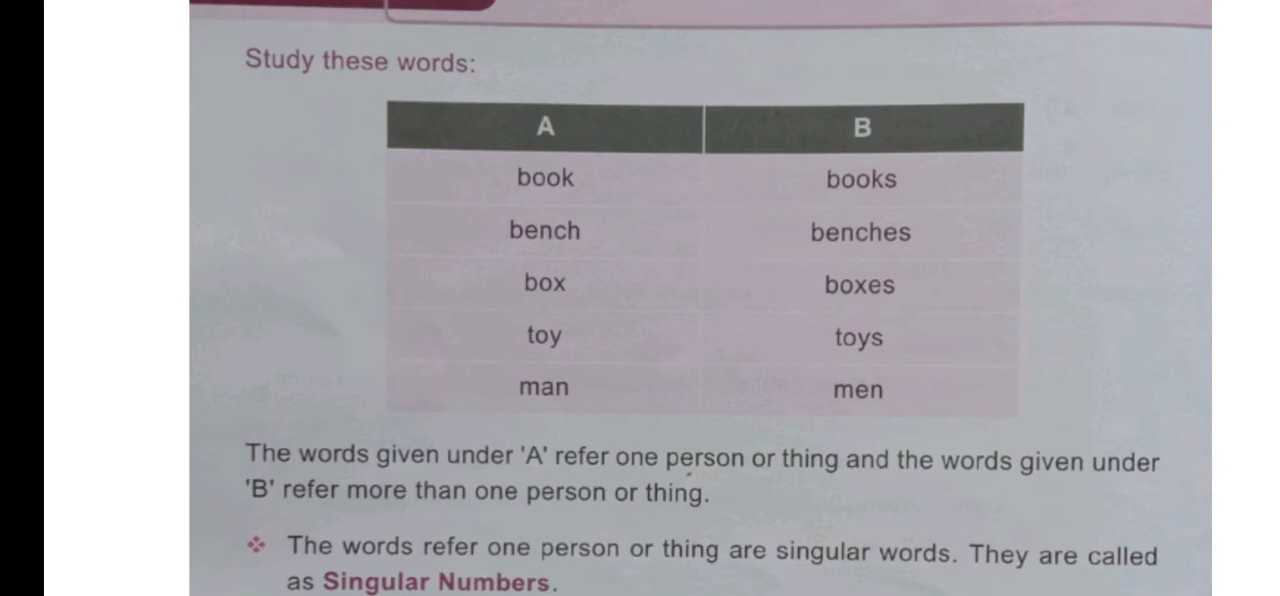 Study these words:
A B
book books
bench benches
box boxes
toy toys
man men
The words given under 'A' refer one person or thing and the words given under
'B' refer more than one person or thing.
❖ The words refer one person or thing are singular words. They are called
as Singular Numbers.